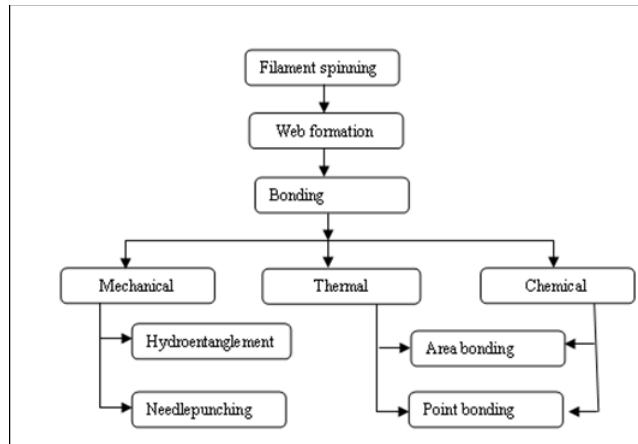 Filament spinning
Web formation
Bonding
Mechanical
Thermal
Chemical
Hydroentanglement
Area bonding
Needlepunching
Point bonding